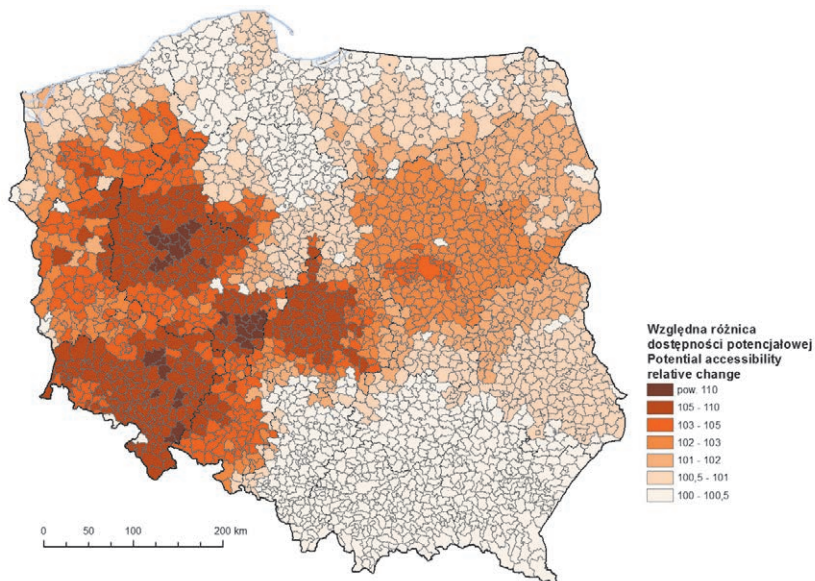 Względna różnica
dostępności potencjałowej
Potential accessibility
relative change
pow. 110
105 - 110
103 - 105
102 - 103
101 - 102
100,5 - 101
100 - 100,5
0 50 100 200 km